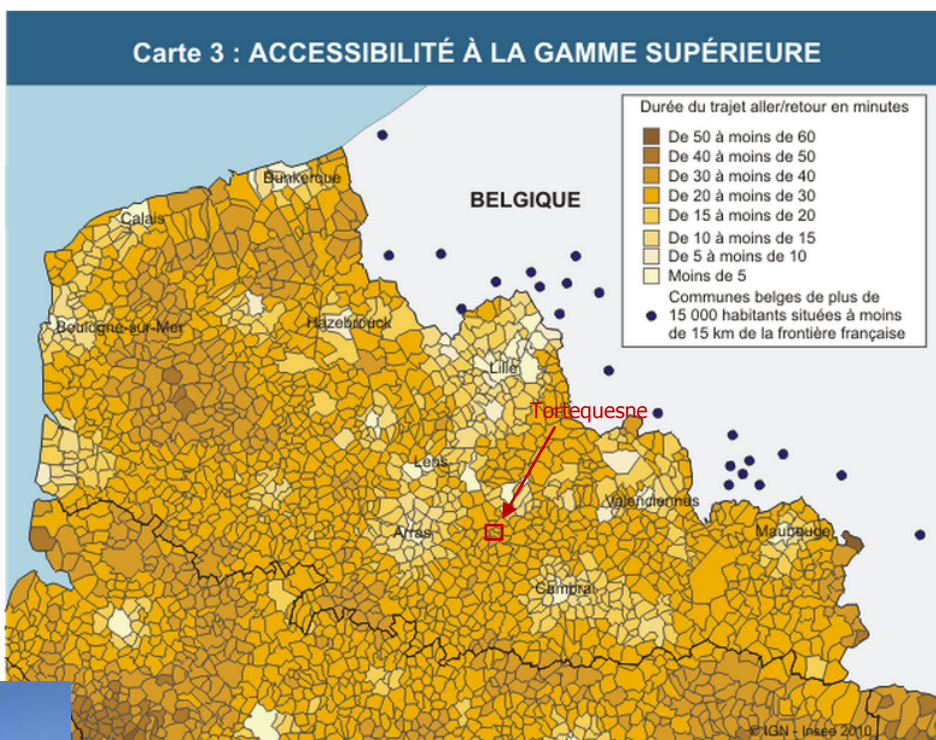 Carte 3 : ACCESSIBILITÉ À LA GAMME SUPÉRIEURE
Durée du trajet aller/retour en minutes
De 50 à moins de 60
De 40 à moins de 50
De 30 à moins de 40
De 20 à moins de 30
De 15 à moins de 20
De 10 à moins de 15
De 5 à moins de 10
Moins de 5
Communes belges de plus de
15 000 habitants situées à moins
de 15 km de la frontière française
BELGIQUE
Dunkerque
Calais
Boulogne-sur-Mer
Hazebrouck
Lille
Tortequesne
Lens
Valenciennes
Arras
Maubeuge
Cambrai
© IGN - Insee 2010